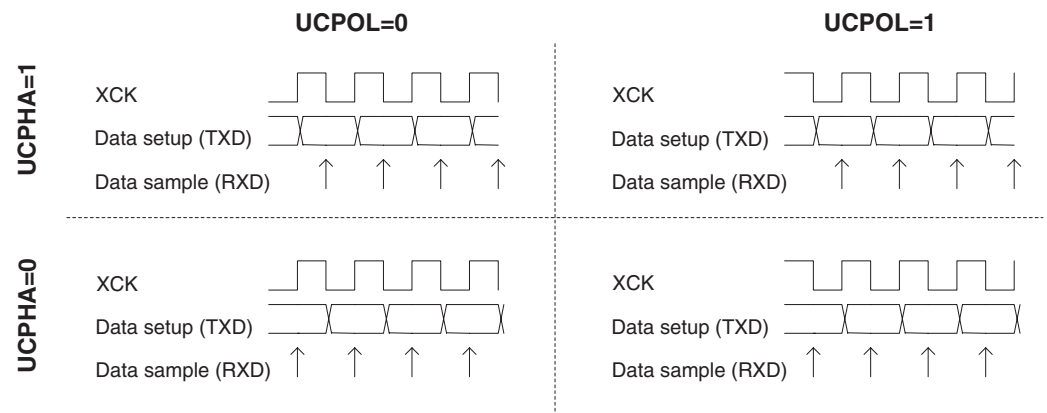 UCPOL=0
UCPOL=1
UCPHA=1
XCK
Data setup (TXD)
Data sample (RXD)
XCK
Data setup (TXD)
Data sample (RXD)
UCPHA=0
XCK
Data setup (TXD)
Data sample (RXD)
XCK
Data setup (TXD)
Data sample (RXD)